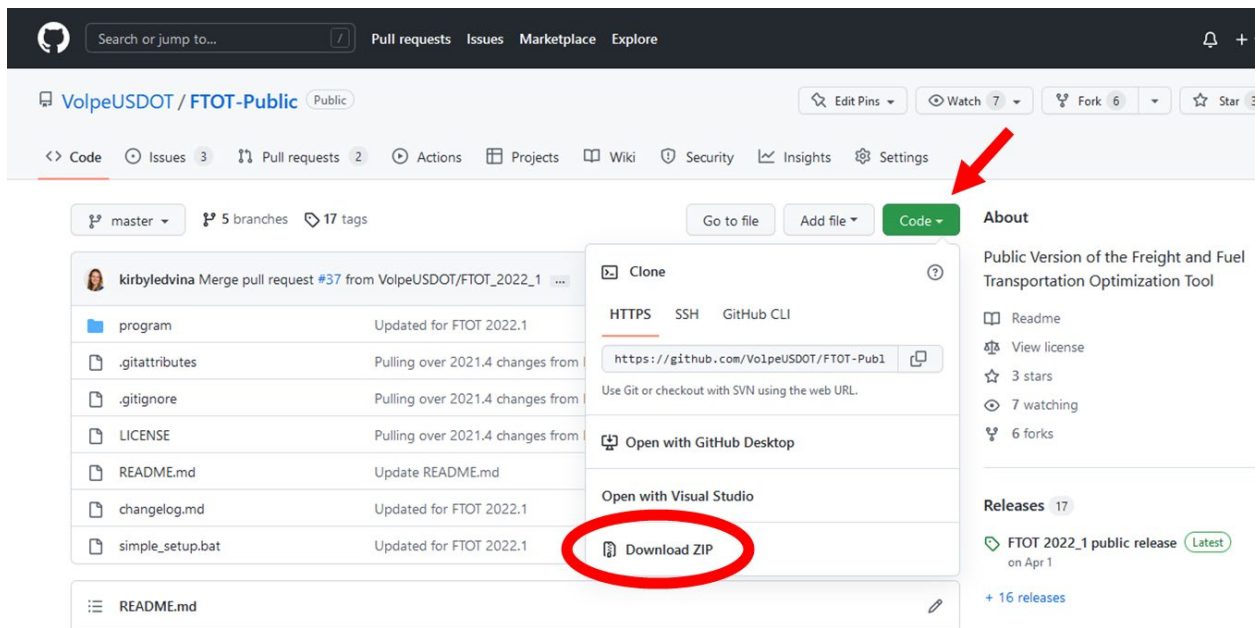 Search or jump to... / Pull requests Issues Marketplace Explore
VolpeUSDOT / FTOT-Public Public
Edit Pins Watch 7 Fork 6 Star 3
Code Issues 3 Pull requests 2 Actions Projects Wiki Security Insights Settings
master 5 branches 17 tags Go to file Add file Code
kirbyledvina Merge pull request #37 from VolpeUSDOT/FTOT_2022_1 ...
program Updated for FTOT 2022.1
.gitattributes Pulling over 2021.4 changes from
.gitignore Pulling over 2021.4 changes from
LICENSE Pulling over 2021.4 changes from
README.md Update README.md
changelog.md Updated for FTOT 2022.1
simple_setup.bat Updated for FTOT 2022.1
README.md
Clone
HTTPS SSH GitHub CLI
https://github.com/VolpeUSDOT/FTOT-Publ
Use Git or checkout with SVN using the web URL.
Open with GitHub Desktop
Open with Visual Studio
Download ZIP
About
Public Version of the Freight and Fuel
Transportation Optimization Tool
Readme
View license
3 stars
7 watching
6 forks
Releases 17
FTOT 2022_1 public release Latest
on Apr 1
+ 16 releases